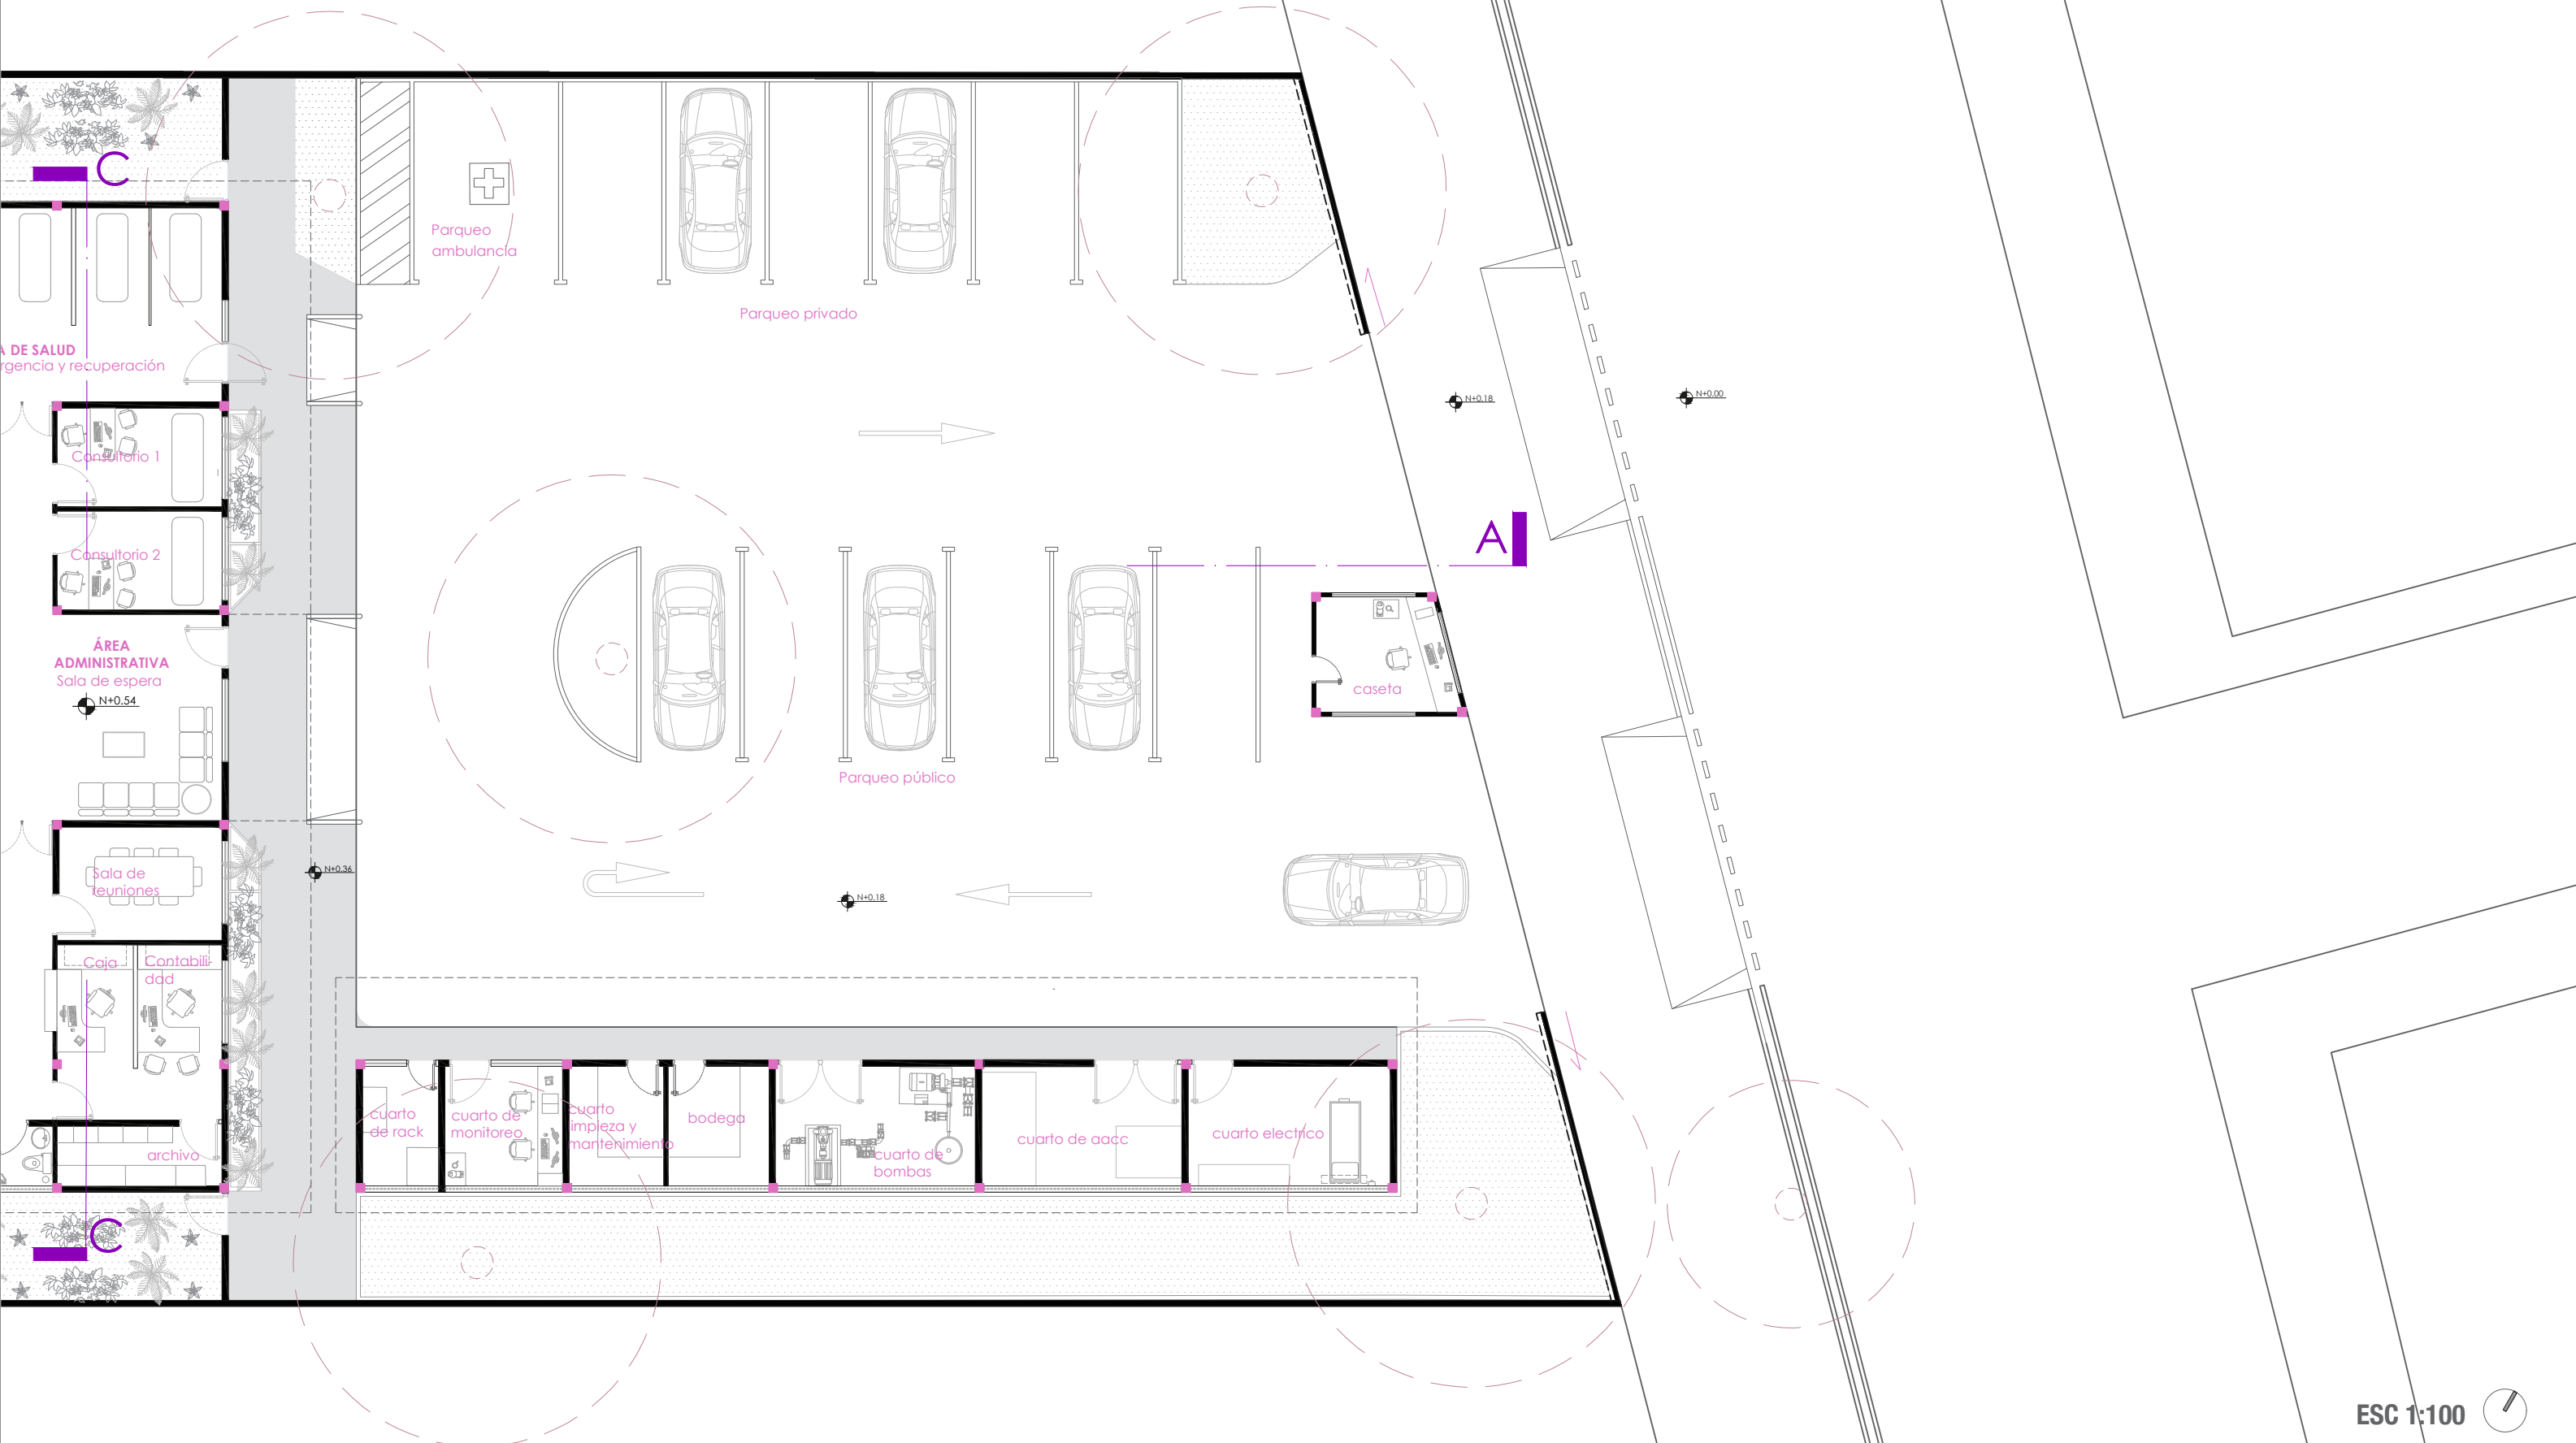 C
Parqueo
ambulancia
Parqueo privado
A DE SALUD
rgencia y recuperación
N+0.18
N+0.00
Consultorio 1
Consultorio 2
A
ÁREA
ADMINISTRATIVA
Sala de espera
N+0.54
caseta
Parqueo público
Sala de
reuniones
N+0.36
N+0.18
Caja
Contabili-
dad
cuarto
de rack
cuarto de
monitoreo
cuarto
limpieza y
mantenimiento
bodega
cuarto de
bombas
cuarto de aacc
cuarto electrico
archivo
C
ESC 1:100